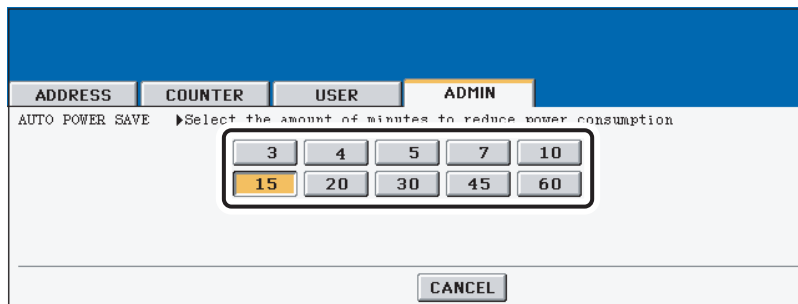 ADDRESS COUNTER USER ADMIN
AUTO POWER SAVE ▶Select the amount of minutes to reduce power consumption
3 4 5 7 10
15 20 30 45 60
CANCEL